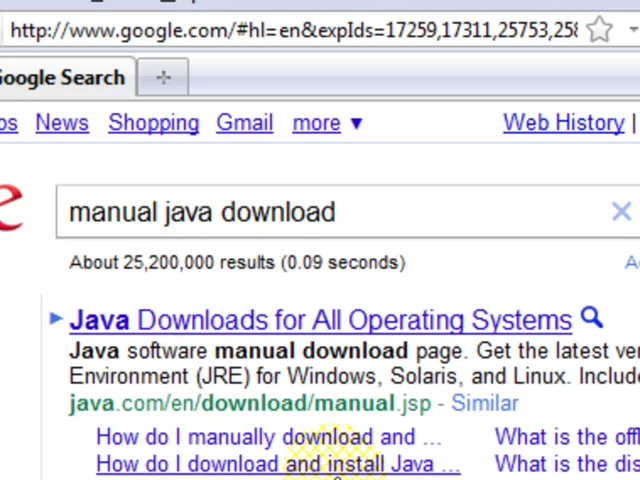 http://www.google.com/#hl=en&expIds=17259,17311,25753,258
Google Search
News Shopping Gmail more ▼ Web History |
e
manual java download
About 25,200,000 results (0.09 seconds)
Java Downloads for All Operating Systems
Java software manual download page. Get the latest ver
Environment (JRE) for Windows, Solaris, and Linux. Include
java.com/en/download/manual.jsp - Similar
How do I manually download and ... What is the offl
How do I download and install Java ... What is the dis